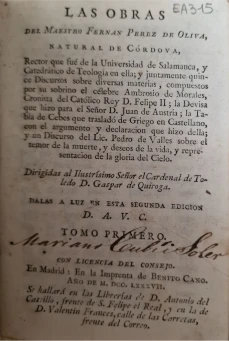 EA315
LAS OBRAS
DEL MAESTRO FERNAN PEREZ DE OLIVA,
NATURAL DE CÓRDOVA,
Rector que fué de la Universidad de Salamanca, y
Catedrático de Teología en ella; y juntamente quin-
ce Discursos sobre diversas materias, compuestos
por su sobrino el célebre Ambrosio de Morales,
Cronista del Católico Rey D. Felipe II; la Devisa
que hizo para el Señor D. Juan de Austria; la Ta-
bla de Cebes que trasladó de Griego en Castellano,
con el argumento y declaracion que hizo della;
y un Discurso del Lic. Pedro de Valles sobre el
temor de la muerte, y deseos de la vida, y repre-
sentacion de la gloria del Cielo.
Dirigidas al Ilustrísimo Señor el Cardenal de To-
ledo D. Gaspar de Quiroga.
DALAS A LUZ EN ESTA SEGUNDA EDICION
D. A. V. C.
TOMO PRIMERO.
Mariano Soler
CON LICENCIA DEL CONSEJO.
En Madrid: En la Imprenta de BENITO CANO.
AÑO DE M. DCC. LXXXVII.
Se hallará en las Librerías de D. Antonio del
Castillo, frente de S. Felipe el Real, y en la de
D. Valentin Frances, calle de las Carretas,
frente del Correo.